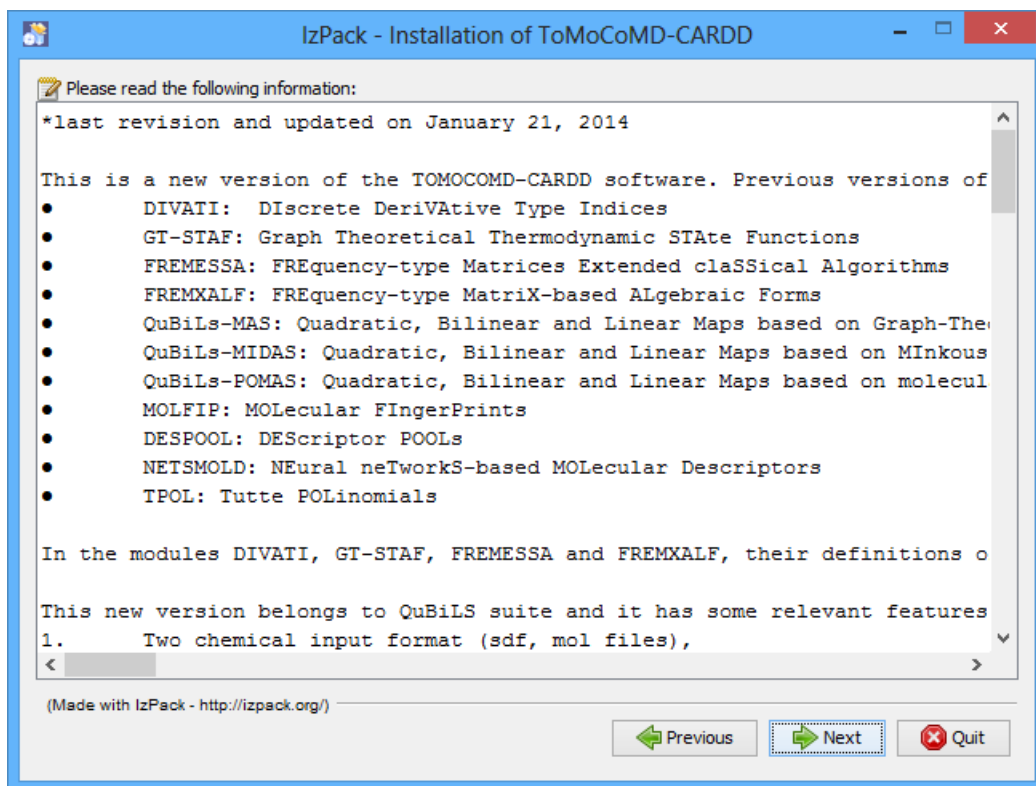 IzPack - Installation of ToMoCoMD-CARDD
Please read the following information:
*last revision and updated on January 21, 2014
This is a new version of the TOMOCOMD-CARDD software. Previous versions of
● DIVATI: DIscrete DeriVAtive Type Indices
● GT-STAF: Graph Theoretical Thermodynamic STAte Functions
● FREMESSA: FREquency-type Matrices Extended claSSical Algorithms
● FREMXALF: FREquency-type MatriX-based ALgebraic Forms
● QuBiLs-MAS: Quadratic, Bilinear and Linear Maps based on Graph-The
● QuBiLs-MIDAS: Quadratic, Bilinear and Linear Maps based on MInkous
● QuBiLs-POMAS: Quadratic, Bilinear and Linear Maps based on molecul
● MOLFIP: MOLecular FIngerPrints
● DESPOOL: DEScriptor POOLs
● NETSMOLD: NEural neTworkS-based MOLecular Descriptors
● TPOL: Tutte POLinomials
In the modules DIVATI, GT-STAF, FREMESSA and FREMXALF, their definitions o
This new version belongs to QuBiLS suite and it has some relevant features
1. Two chemical input format (sdf, mol files),
(Made with IzPack - http://izpack.org/)
Previous Next Quit